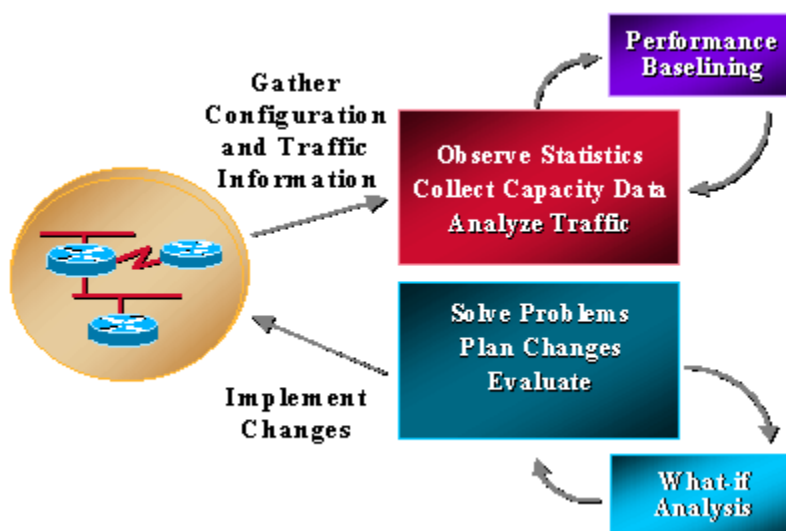 Performance
Baselining
Gather
Configuration
and Traffic
Information
Observe Statistics
Collect Capacity Data
Analyze Traffic
Solve Problems
Plan Changes
Evaluate
Implement
Changes
What-if
Analysis